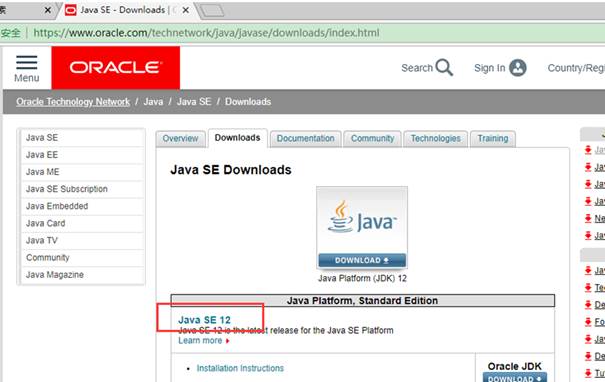 索
Java SE - Downloads | O
安全 | https://www.oracle.com/technetwork/java/javase/downloads/index.html
Menu
ORACLE
Search
Sign In
Country/Reg
Oracle Technology Network / Java / Java SE / Downloads
Java SE
Java EE
Java ME
Java SE Subscription
Java Embedded
Java Card
Java TV
Community
Java Magazine
Overview
Downloads
Documentation
Community
Technologies
Training
Java SE Downloads
Java
DOWNLOAD
Java Platform (JDK) 12
Java Platform, Standard Edition
Java SE 12
Java SE 12 is the latest release for the Java SE Platform
Learn more
• Installation Instructions
Oracle JDK
DOWNLOAD
Ja
Jav
Jav
Jav
Ne
Jav
Jav
Tec
De
Fo
Jav
De
Tu